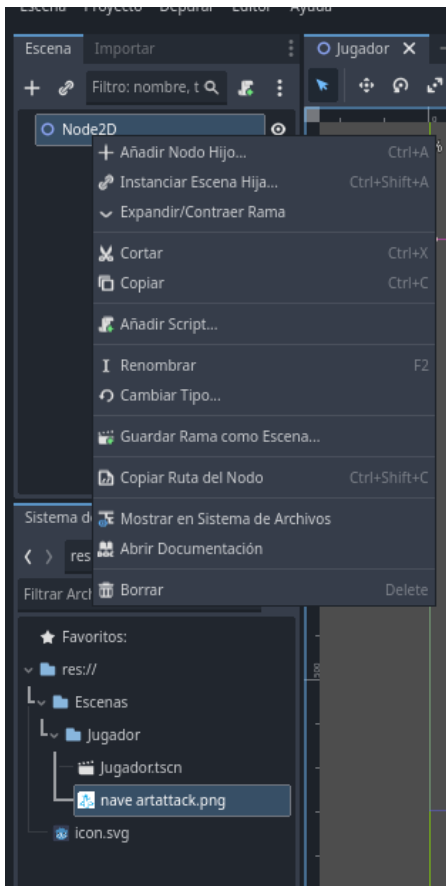 Escena Proyecto Depurar Editor Ayuda
Escena Importar
Jugador
Filtro: nombre, t
Node2D
Añadir Nodo Hijo... Ctrl+A
Instanciar Escena Hija... Ctrl+Shift+A
Expandir/Contraer Rama
Cortar Ctrl+X
Copiar Ctrl+C
Añadir Script...
Renombrar F2
Cambiar Tipo...
Guardar Rama como Escena...
Copiar Ruta del Nodo Ctrl+Shift+C
Sistema d
Mostrar en Sistema de Archivos
res
Abrir Documentación
Filtrar Arch
Borrar Delete
Favoritos:
res://
Escenas
Jugador
Jugador.tscn
nave artattack.png
icon.svg